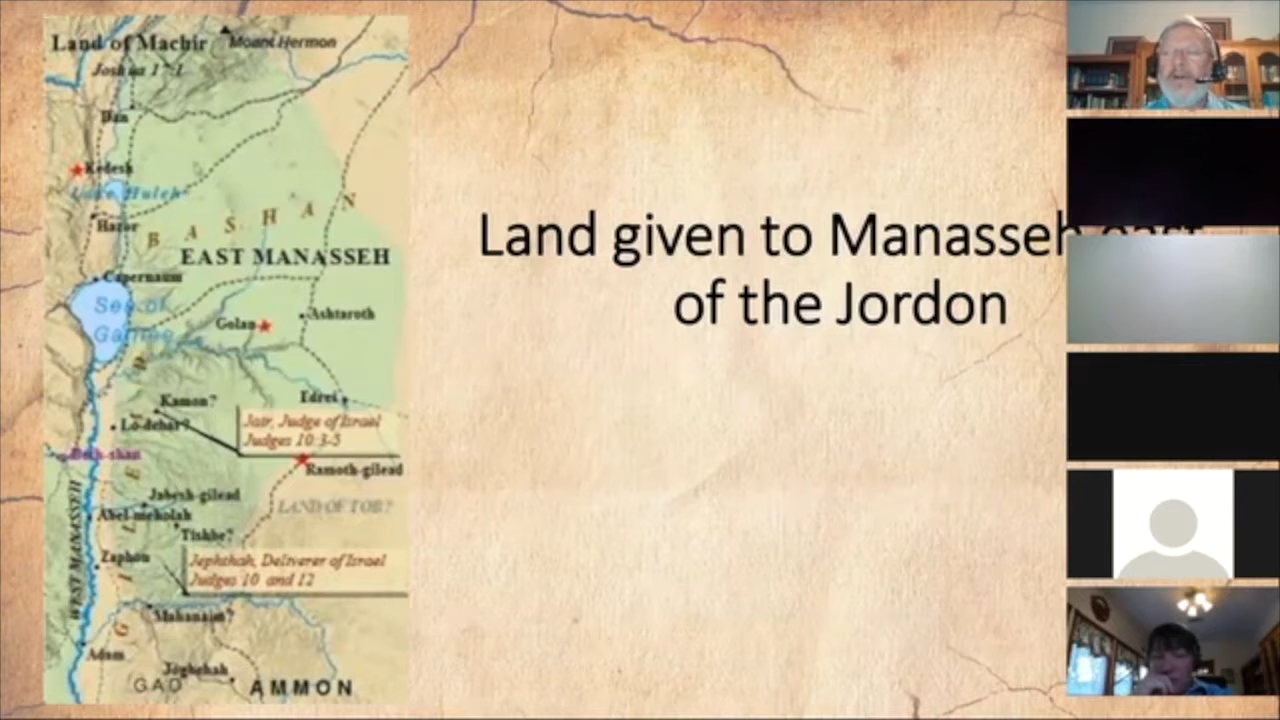 Land of Machir
Mount Hermon
Joshua 17:1
Dan
Kedesh
Lake Huleh
Hazor
BASHAN
EAST MANASSEH
Capernaum
Sea of
Galilee
Golan
Ashtaroth
Edrei
Kamon?
Lo-debar?
Jair, Judge of Israel
Judges 10:3-5
Beth-shan
Ramoth-gilead
Jabesh-gilead
LAND OF TOB?
Abel-meholah
Tishbe?
WEST MANASSEH
Zaphon
Jephthah, Deliverer of Israel
Judges 10 and 12
GILEAD
Mahanaim?
Adam
Jogbehah
GAD
AMMON
Land given to Manasseh east
of the Jordon